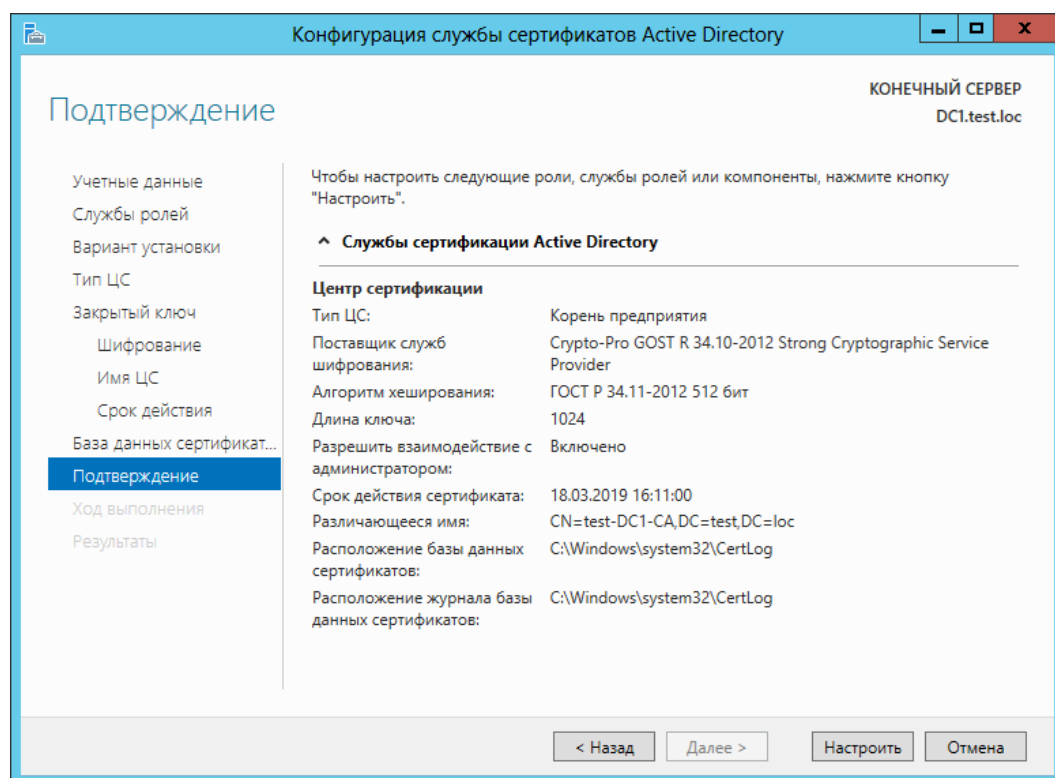 Конфигурация службы сертификатов Active Directory
Подтверждение
КОНЕЧНЫЙ СЕРВЕР
DC1.test.loc
Учетные данные
Службы ролей
Вариант установки
Тип ЦС
Закрытый ключ
Шифрование
Имя ЦС
Срок действия
База данных сертификат...
Подтверждение
Ход выполнения
Результаты
Чтобы настроить следующие роли, службы ролей или компоненты, нажмите кнопку
"Настроить".
Службы сертификации Active Directory
Центр сертификации
Тип ЦС: Корень предприятия
Поставщик служб Crypto-Pro GOST R 34.10-2012 Strong Cryptographic Service
шифрования: Provider
Алгоритм хеширования: ГОСТ Р 34.11-2012 512 бит
Длина ключа: 1024
Разрешить взаимодействие с Включено
администратором:
Срок действия сертификата: 18.03.2019 16:11:00
Различающееся имя: CN=test-DC1-CA,DC=test,DC=loc
Расположение базы данных C:\Windows\system32\CertLog
сертификатов:
Расположение журнала базы C:\Windows\system32\CertLog
данных сертификатов:
< Назад Далее > Настроить Отмена